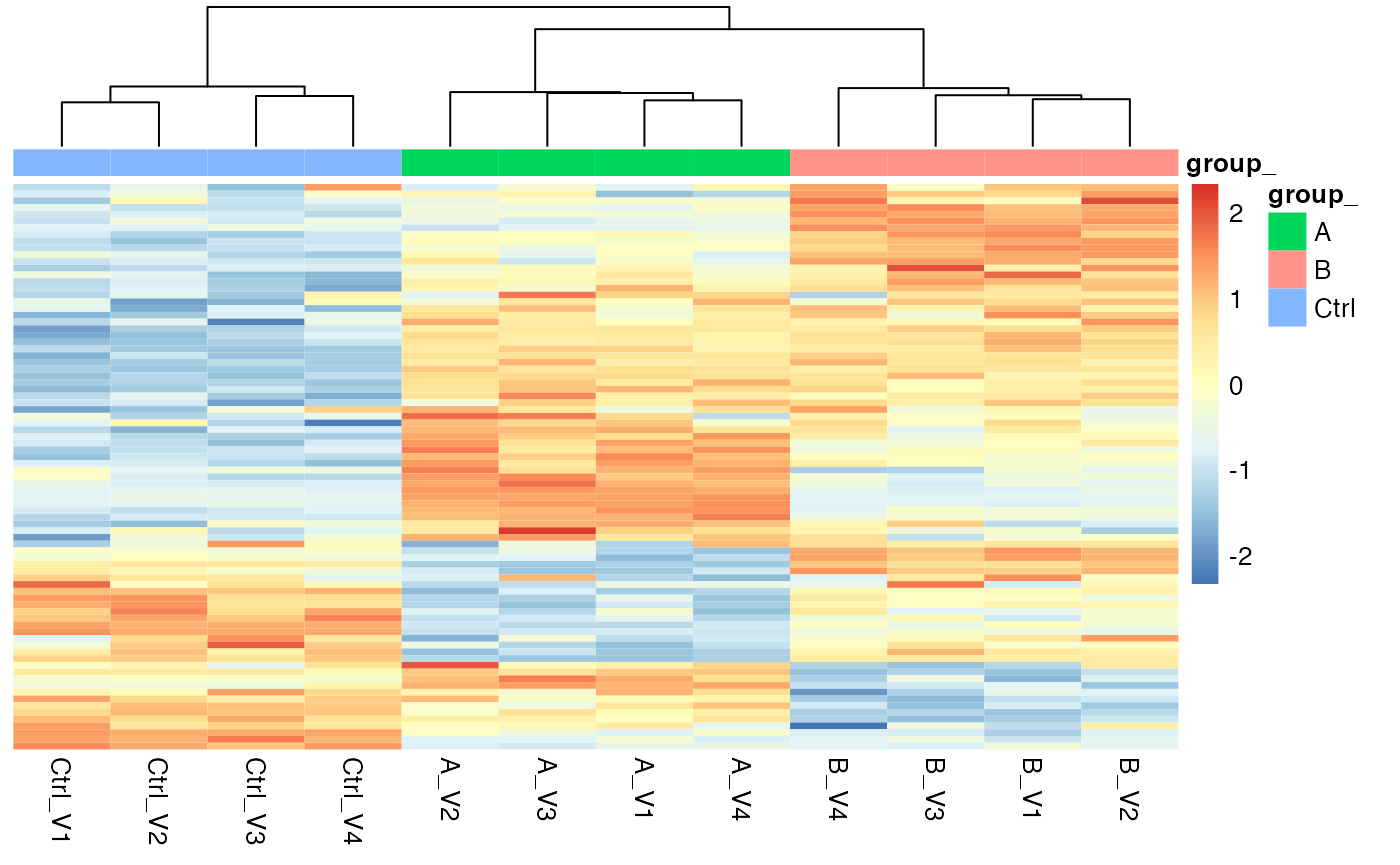 group_
group_
A
B
Ctrl
2
1
0
-1
-2
Ctrl_V1
Ctrl_V2
Ctrl_V3
Ctrl_V4
A_V2
A_V3
A_V1
A_V4
B_V4
B_V3
B_V1
B_V2